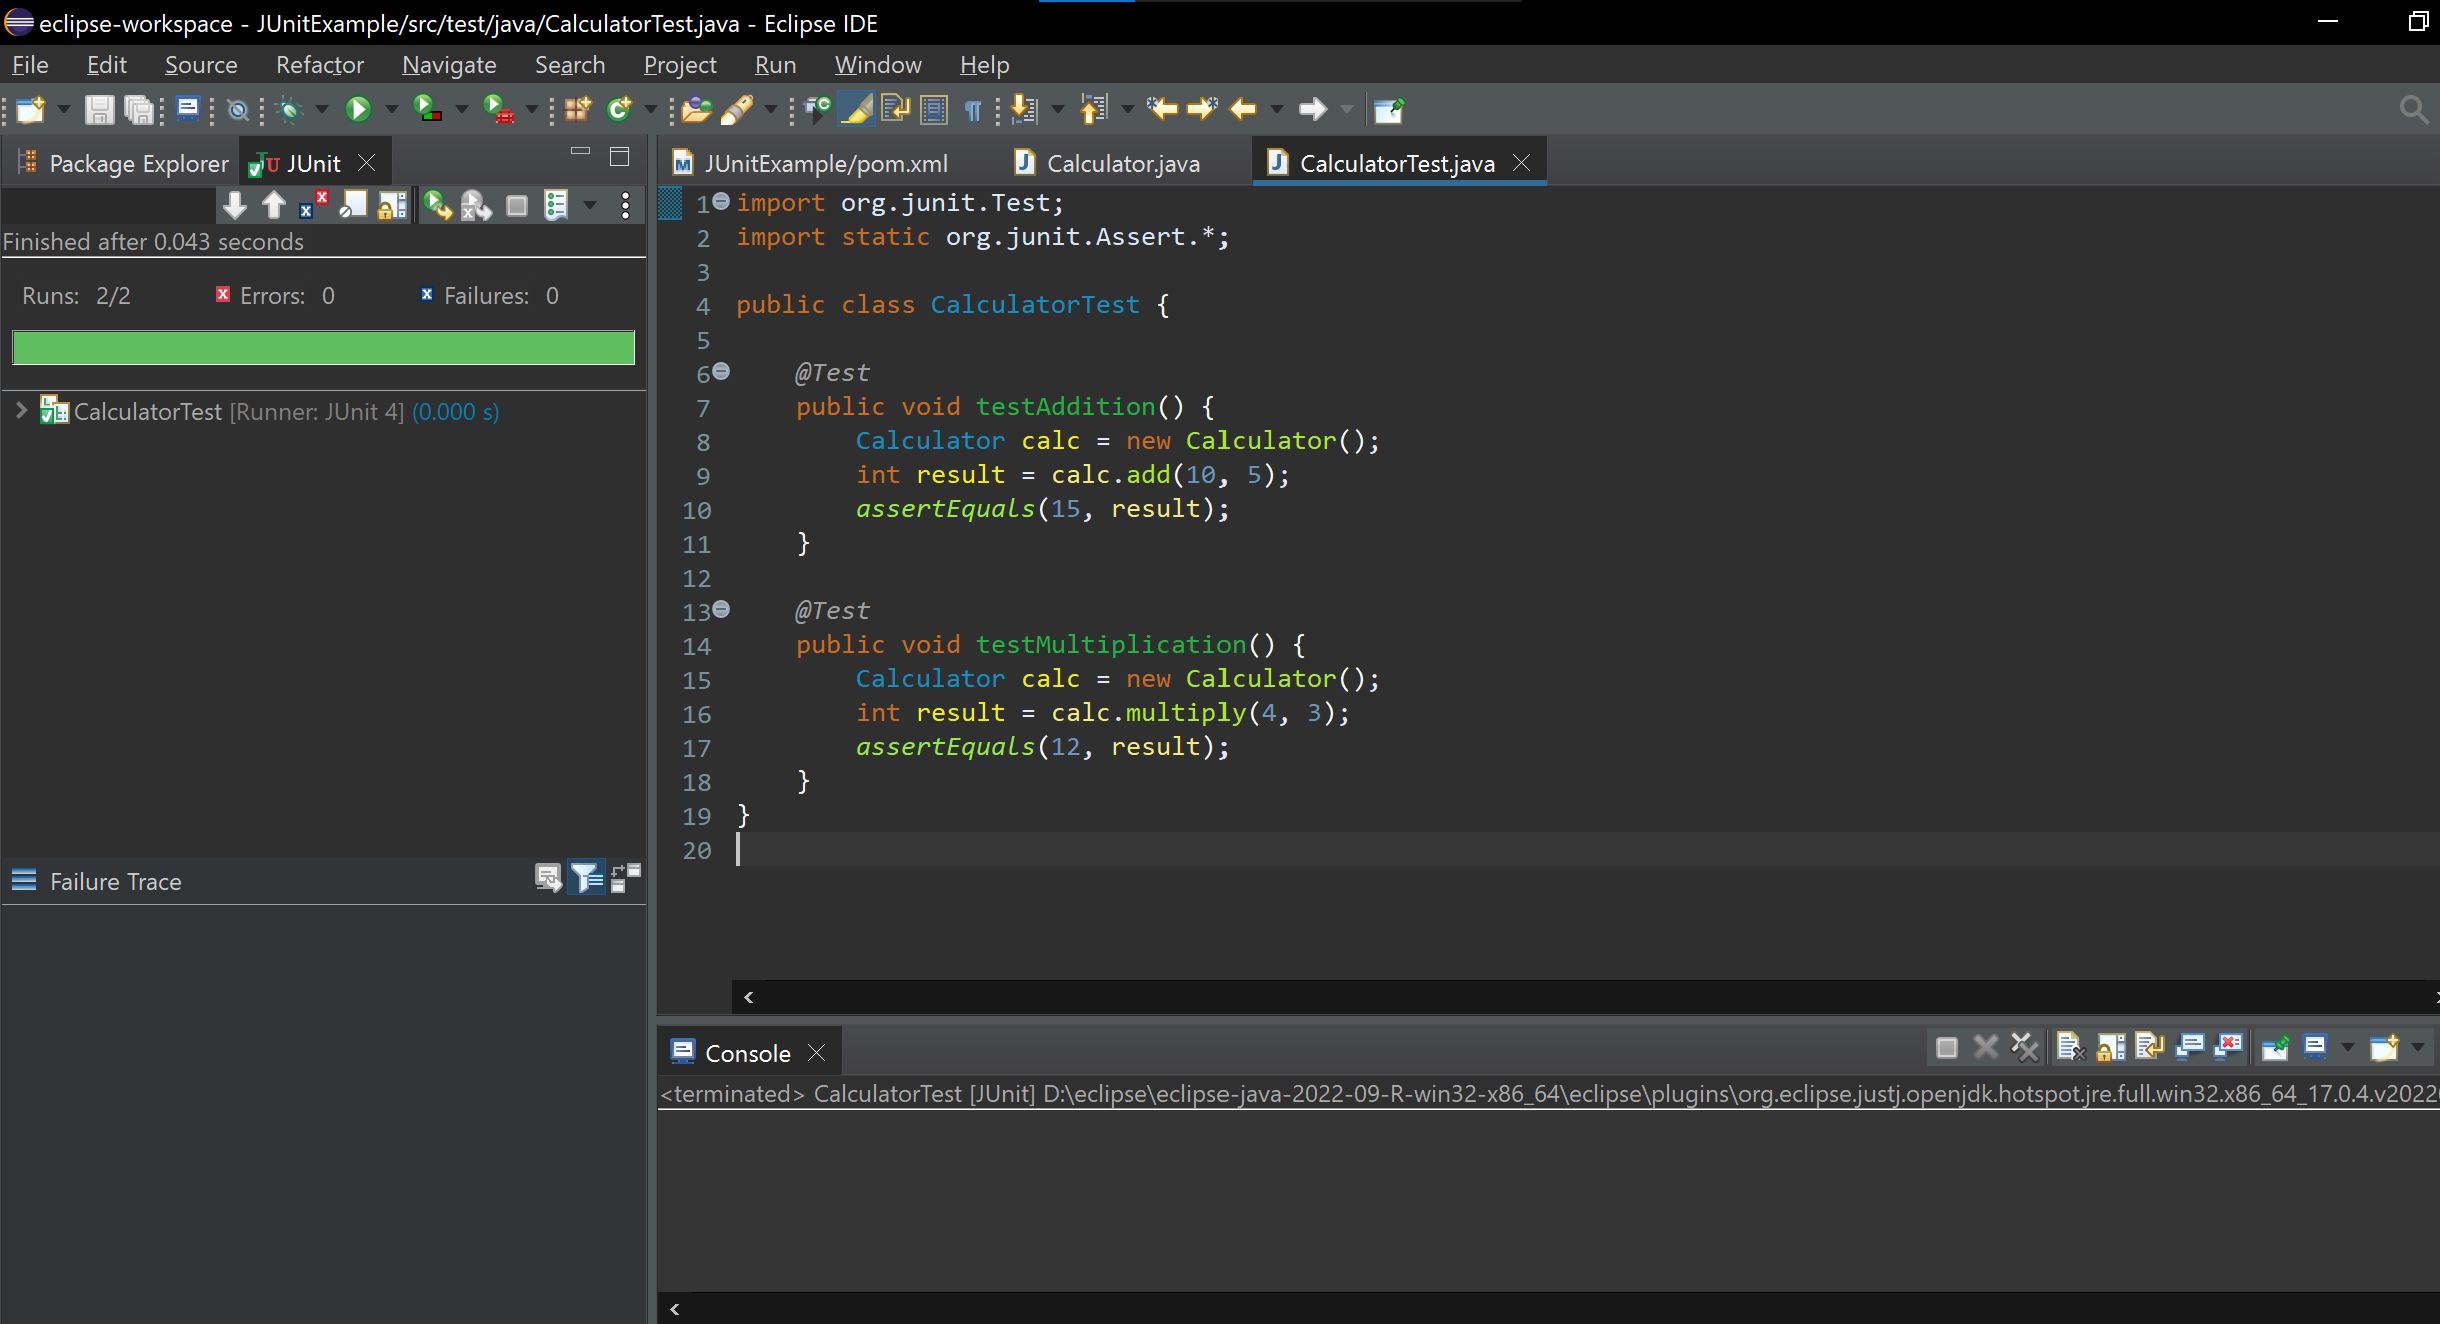 eclipse-workspace - JUnitExample/src/test/java/CalculatorTest.java - Eclipse IDE
File Edit Source Refactor Navigate Search Project Run Window Help
Package Explorer JUnit
Finished after 0.043 seconds
Runs: 2/2 Errors: 0 Failures: 0
CalculatorTest [Runner: JUnit 4] (0.000 s)
Failure Trace
JUnitExample/pom.xml Calculator.java CalculatorTest.java
1 import org.junit.Test;
2 import static org.junit.Assert.*;
3
4 public class CalculatorTest {
5
6 @Test
7 public void testAddition() {
8 Calculator calc = new Calculator();
9 int result = calc.add(10, 5);
10 assertEquals(15, result);
11 }
12
13 @Test
14 public void testMultiplication() {
15 Calculator calc = new Calculator();
16 int result = calc.multiply(4, 3);
17 assertEquals(12, result);
18 }
19 }
20
Console
<terminated> CalculatorTest [JUnit] D:\eclipse\eclipse-java-2022-09-R-win32-x86_64\eclipse\plugins\org.eclipse.justj.openjdk.hotspot.jre.full.win32.x86_64_17.0.4.v2022